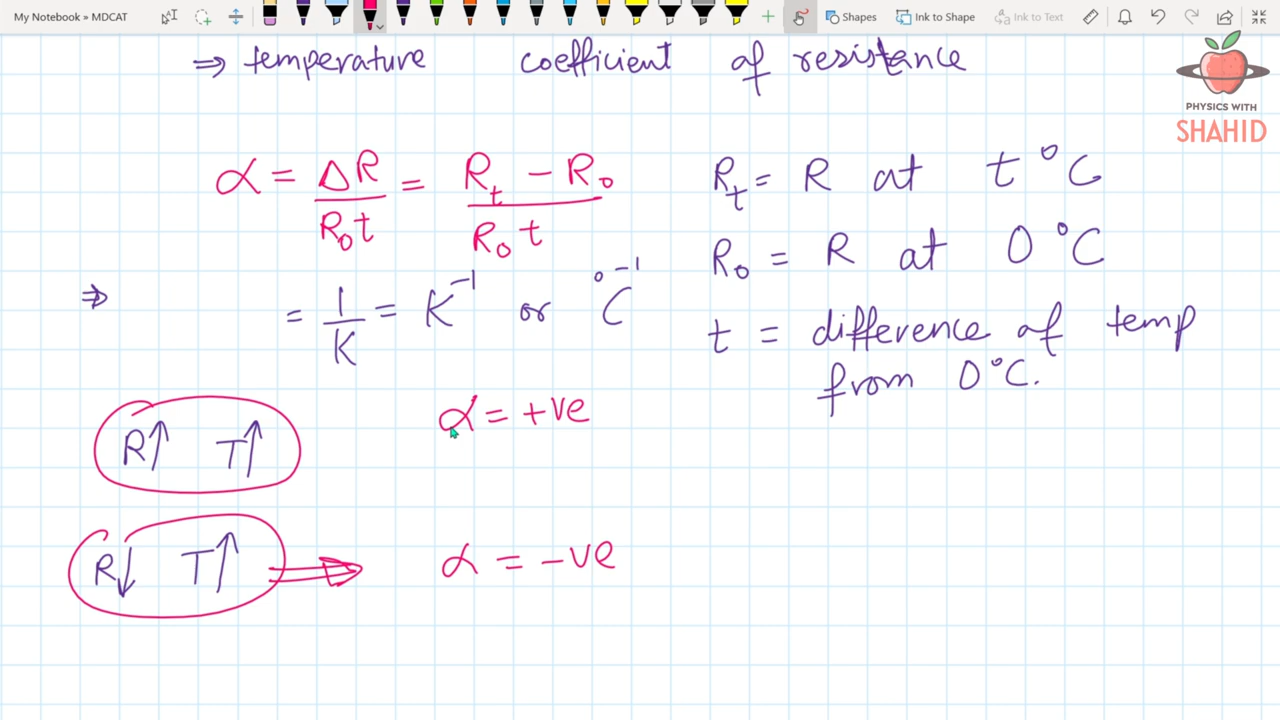 My Notebook » MDCAT
Shapes
Ink to Shape
Ink to Text
⇒ temperature coefficient of resistance
PHYSICS WITH
SHAHID
α = ΔR / R₀t = Rt − R₀ / R₀ t
Rt = R at t °C
R₀ = R at 0 °C
⇒ = 1/K = K⁻¹ or °C⁻¹
t = difference of temp
from 0°C.
R↑ T↑ α = +ve
R↓ T↑ ⇒ α = −ve